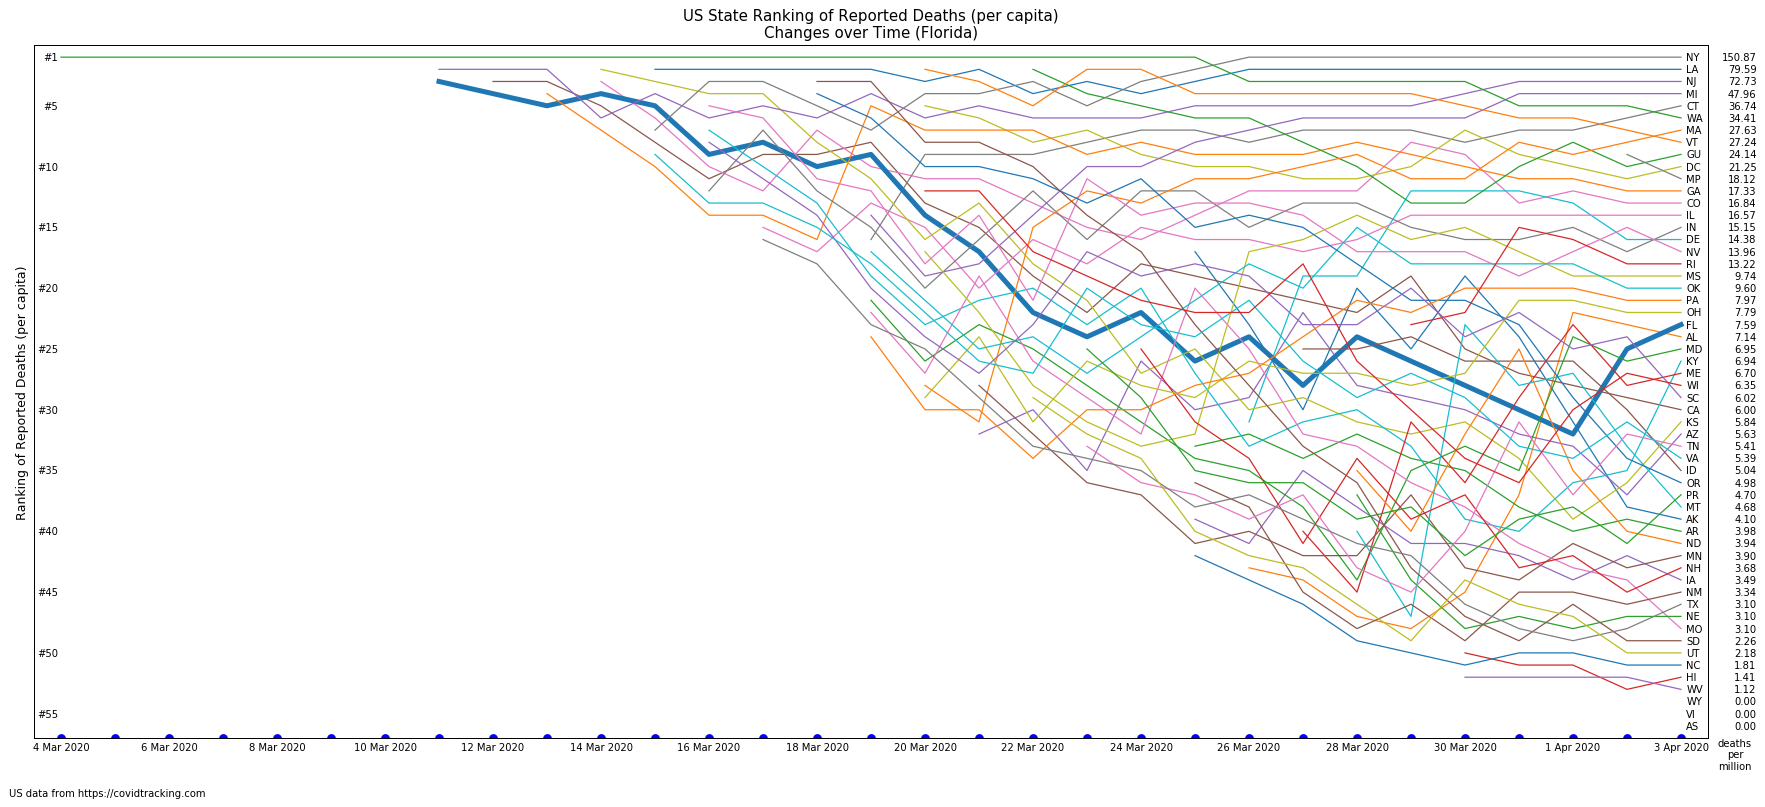 US State Ranking of Reported Deaths (per capita)
Changes over Time (Florida)
Ranking of Reported Deaths (per capita)
#1
#5
#10
#15
#20
#25
#30
#35
#40
#45
#50
#55
NY 150.87
LA 79.59
NJ 72.73
MI 47.96
CT 36.74
WA 34.41
MA 27.63
VT 27.24
GU 24.14
DC 21.25
MP 18.12
GA 17.33
CO 16.84
IL 16.57
IN 15.15
DE 14.38
NV 13.96
RI 13.22
MS 9.74
OK 9.60
PA 7.97
OH 7.79
FL 7.59
AL 7.14
MD 6.95
KY 6.94
ME 6.70
WI 6.35
SC 6.02
CA 6.00
KS 5.84
AZ 5.63
TN 5.41
VA 5.39
ID 5.04
OR 4.98
PR 4.70
MT 4.68
AK 4.10
AR 3.98
ND 3.94
MN 3.90
NH 3.68
IA 3.49
NM 3.34
TX 3.10
NE 3.10
MO 3.10
SD 2.26
UT 2.18
NC 1.81
HI 1.41
WV 1.12
WY 0.00
VI 0.00
AS 0.00
4 Mar 2020 6 Mar 2020 8 Mar 2020 10 Mar 2020 12 Mar 2020 14 Mar 2020 16 Mar 2020 18 Mar 2020 20 Mar 2020 22 Mar 2020 24 Mar 2020 26 Mar 2020 28 Mar 2020 30 Mar 2020 1 Apr 2020 3 Apr 2020
deaths
per
million
US data from https://covidtracking.com